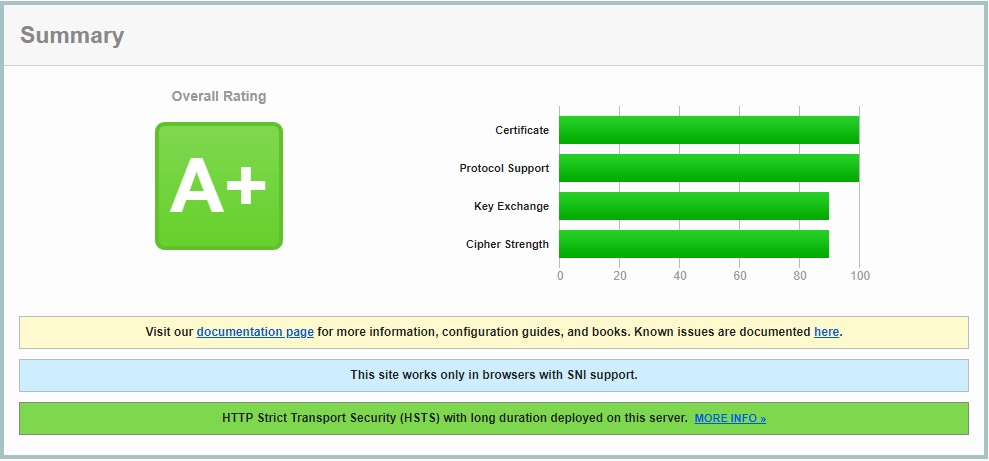 Summary
Overall Rating
A+
Certificate
Protocol Support
Key Exchange
Cipher Strength
0 20 40 60 80 100
Visit our documentation page for more information, configuration guides, and books. Known issues are documented here.
This site works only in browsers with SNI support.
HTTP Strict Transport Security (HSTS) with long duration deployed on this server. MORE INFO »